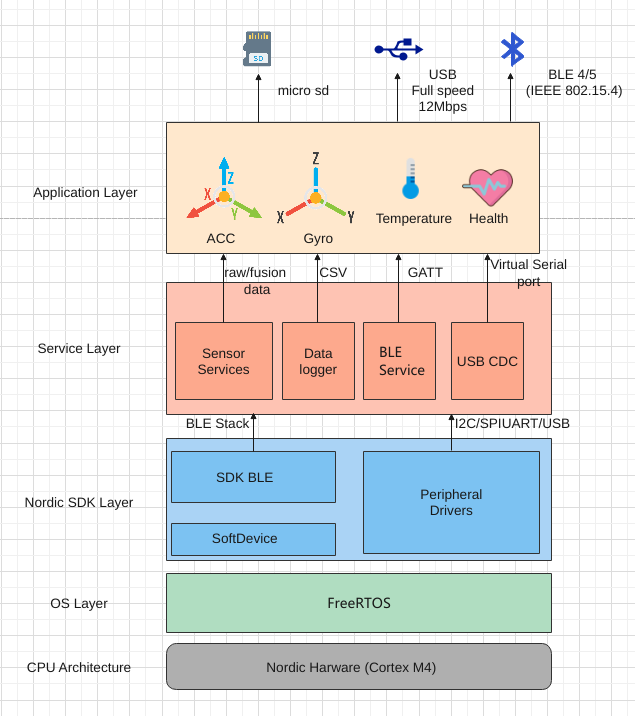 SD
micro sd
USB
Full speed
12Mbps
BLE 4/5
(IEEE 802.15.4)
Application Layer
Z
X
Y
ACC
Z
X
Y
Gyro
Temperature
Health
raw/fusion
data
CSV
GATT
Virtual Serial
port
Service Layer
Sensor
Services
Data
logger
BLE
Service
USB CDC
BLE Stack
I2C/SPIUART/USB
Nordic SDK Layer
SDK BLE
SoftDevice
Peripheral
Drivers
OS Layer
FreeRTOS
CPU Architecture
Nordic Harware (Cortex M4)